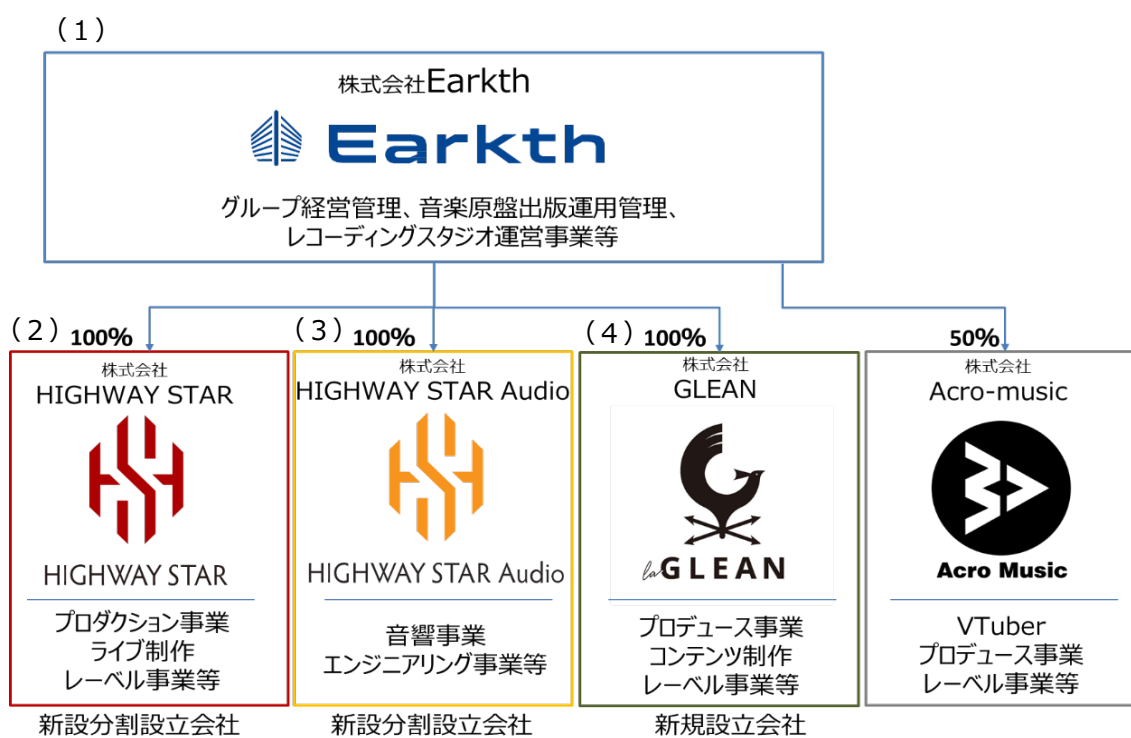 (1)
株式会社Earkth
Earkth
グループ経営管理、音楽原盤出版運用管理、
レコーディングスタジオ運営事業等
(2) 100%
株式会社
HIGHWAY STAR
HIGHWAY STAR
プロダクション事業
ライブ制作
レーベル事業等
新設分割設立会社
(3) 100%
株式会社
HIGHWAY STAR Audio
HIGHWAY STAR Audio
音響事業
エンジニアリング事業等
新設分割設立会社
(4) 100%
株式会社
GLEAN
la GLEAN
プロデュース事業
コンテンツ制作
レーベル事業等
新規設立会社
50%
株式会社
Acro-music
Acro Music
VTuber
プロデュース事業
レーベル事業等